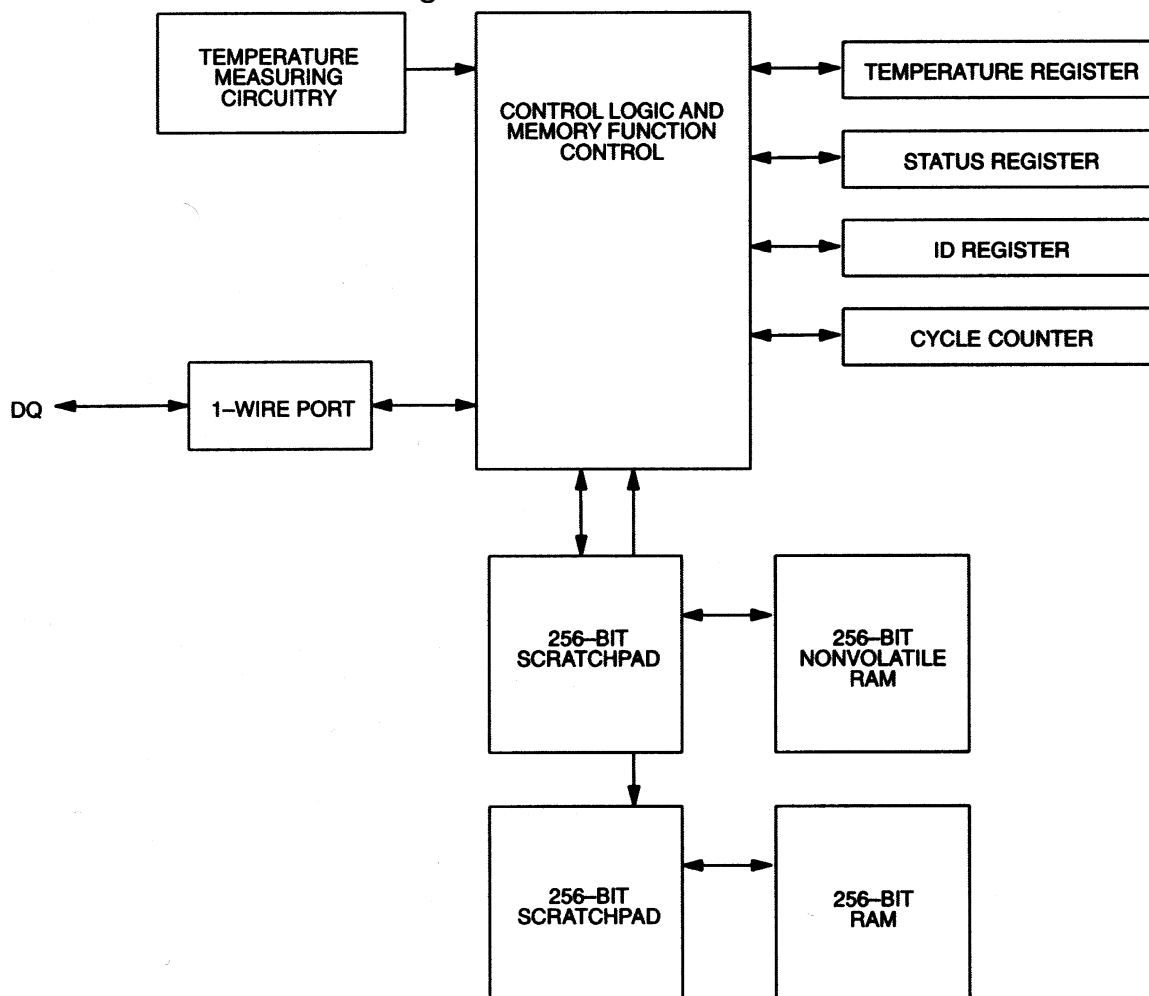 TEMPERATURE
MEASURING
CIRCUITRY
CONTROL LOGIC AND
MEMORY FUNCTION
CONTROL
TEMPERATURE REGISTER
STATUS REGISTER
ID REGISTER
CYCLE COUNTER
DQ
1–WIRE PORT
256–BIT
SCRATCHPAD
256–BIT
NONVOLATILE
RAM
256–BIT
SCRATCHPAD
256–BIT
RAM